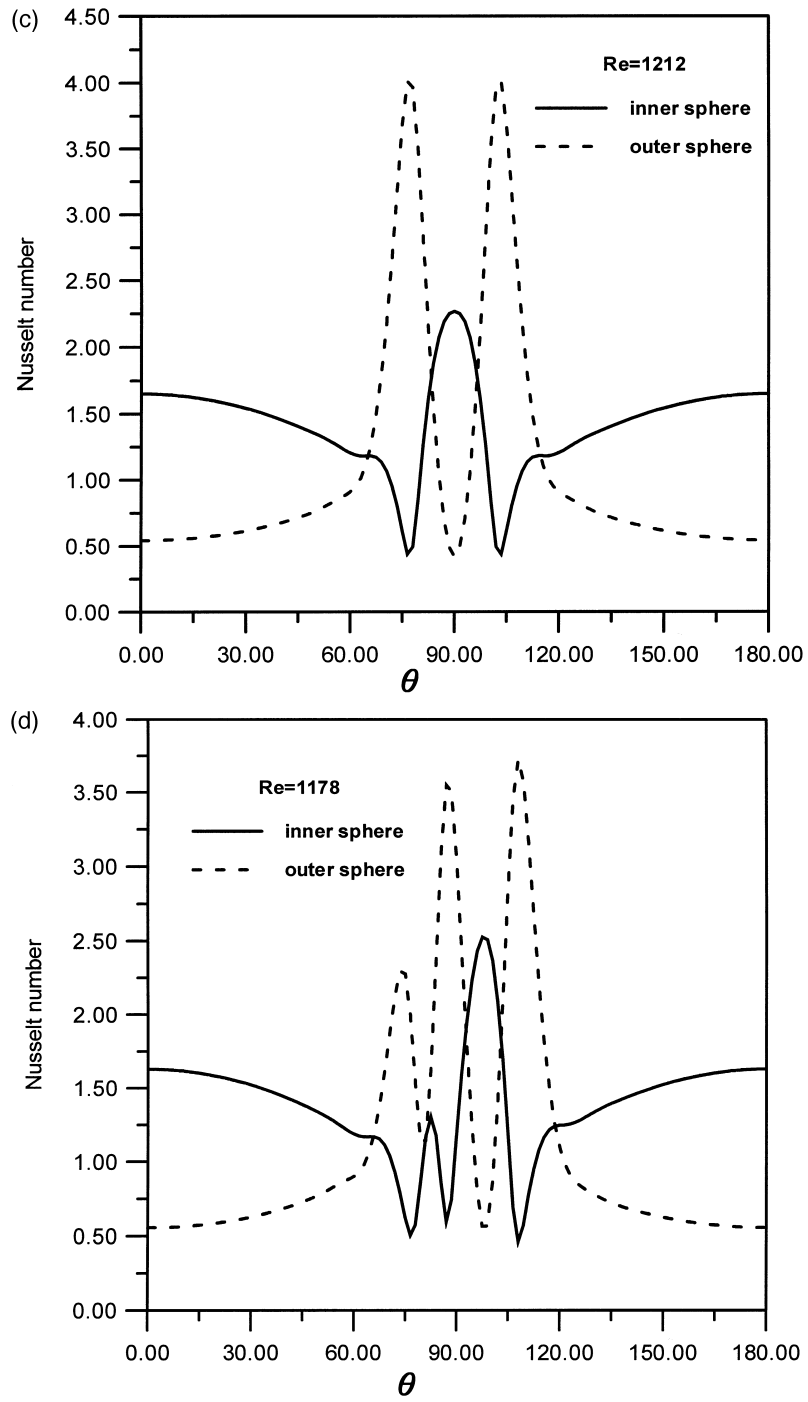 (c)
4.50
4.00
3.50
3.00
2.50
2.00
1.50
1.00
0.50
0.00
Nusselt number
Re=1212
inner sphere
outer sphere
0.00 30.00 60.00 90.00 120.00 150.00 180.00
θ
(d)
4.00
3.50
3.00
2.50
2.00
1.50
1.00
0.50
0.00
Nusselt number
Re=1178
inner sphere
outer sphere
0.00 30.00 60.00 90.00 120.00 150.00 180.00
θ